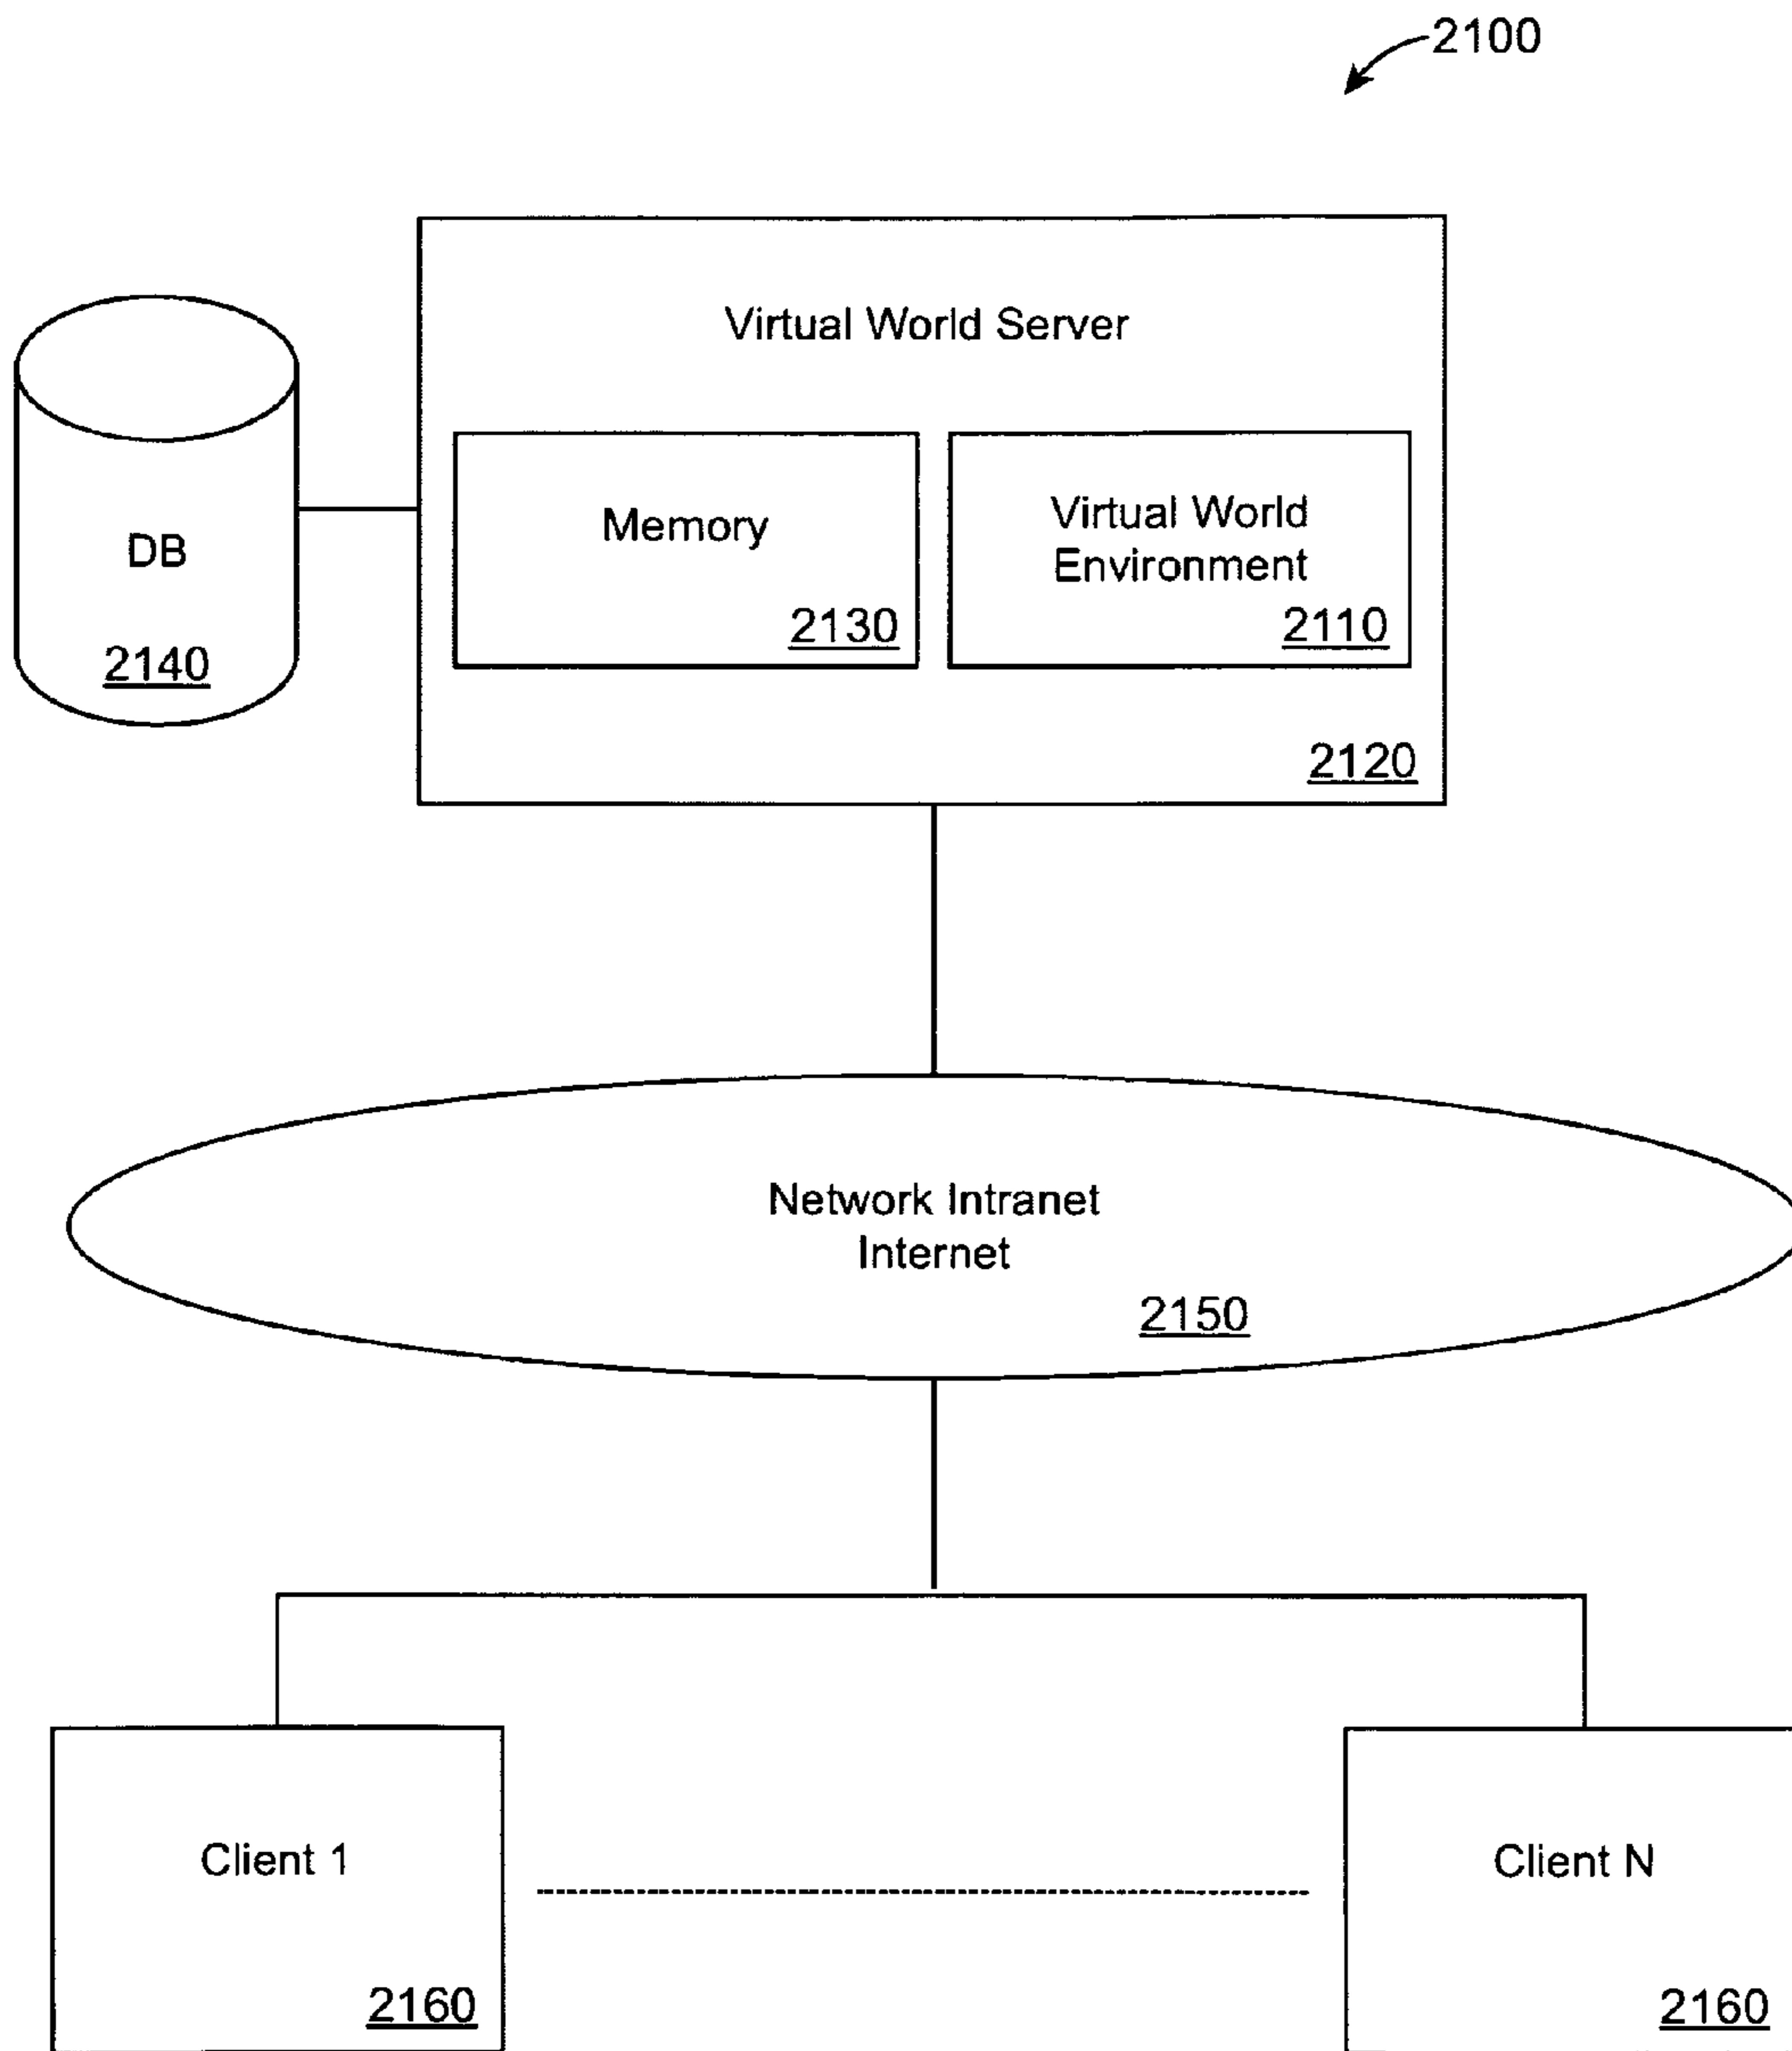 2100
Virtual World Server
Memory
2130
Virtual World
Environment
2110
2120
DB
2140
Network Intranet
Internet
2150
Client 1
2160
Client N
2160